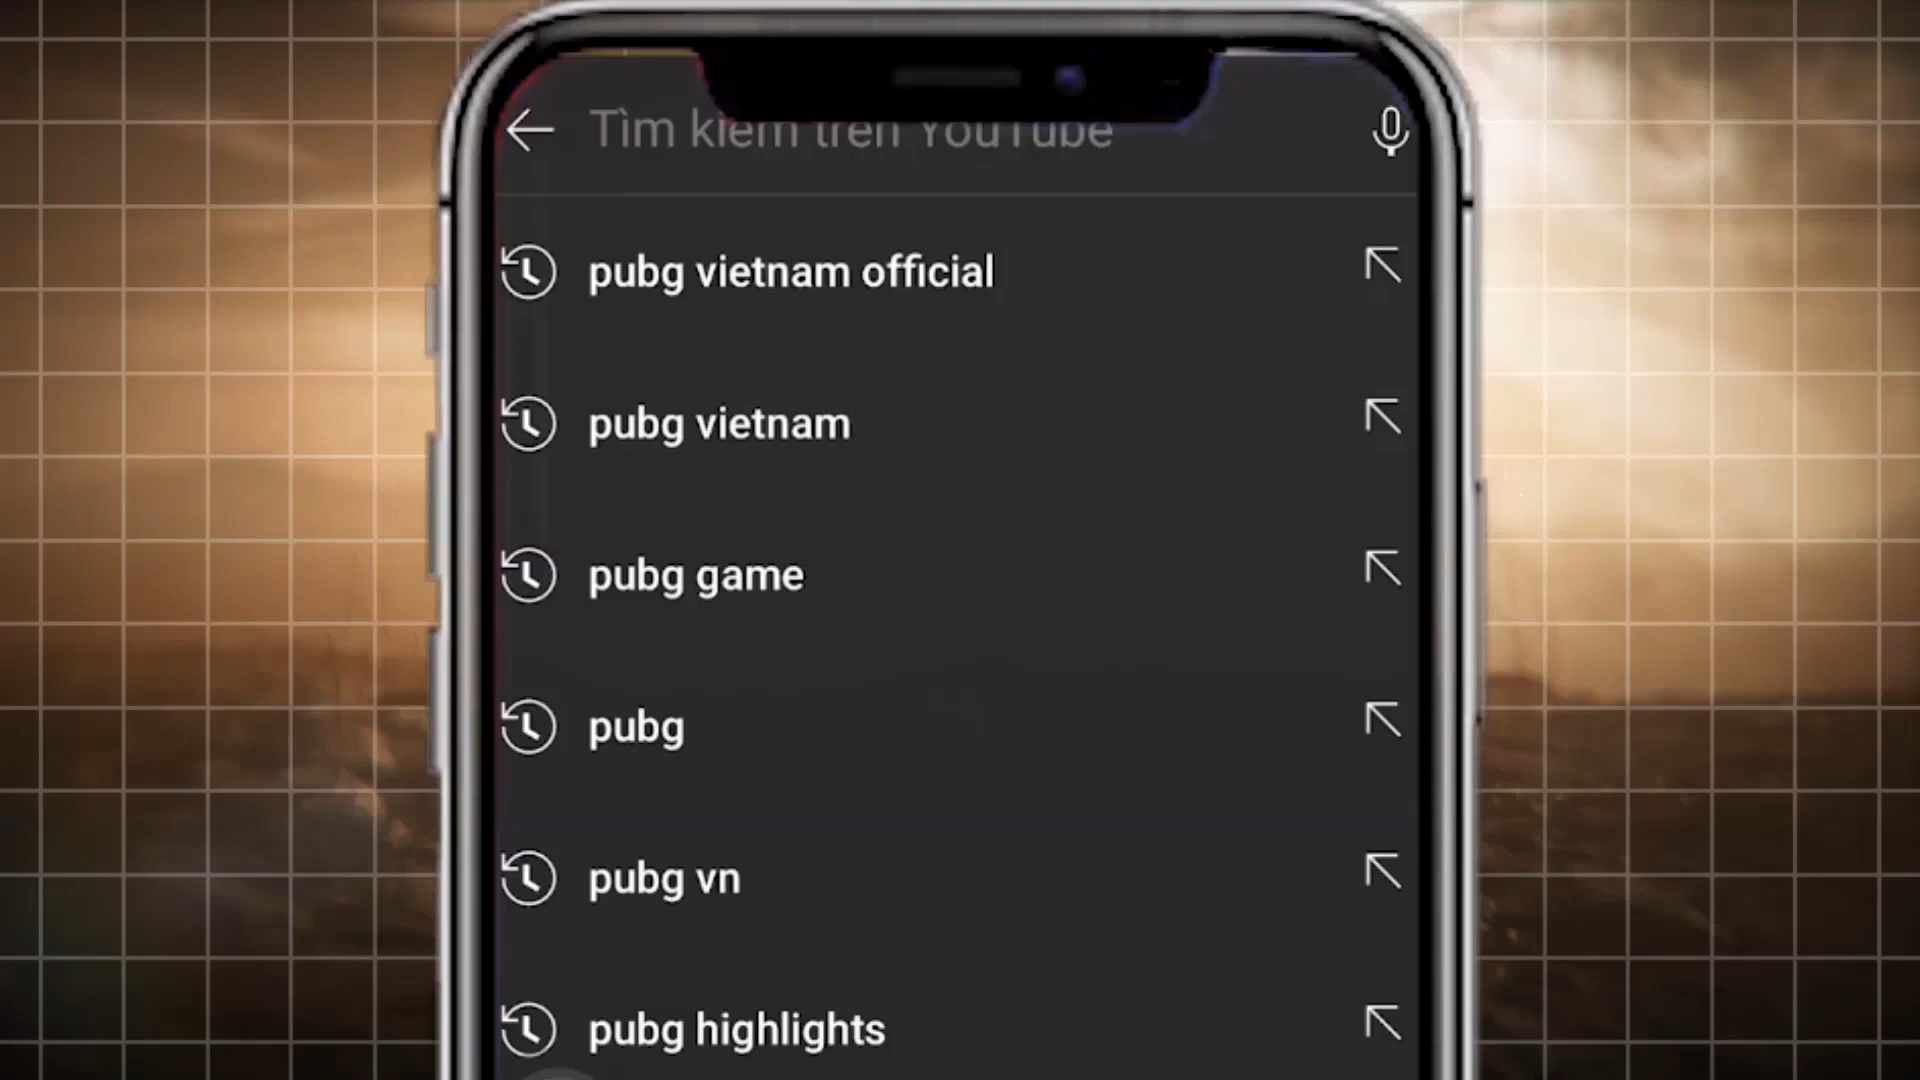 Tìm kiếm trên YouTube
pubg vietnam official
pubg vietnam
pubg game
pubg
pubg vn
pubg highlights